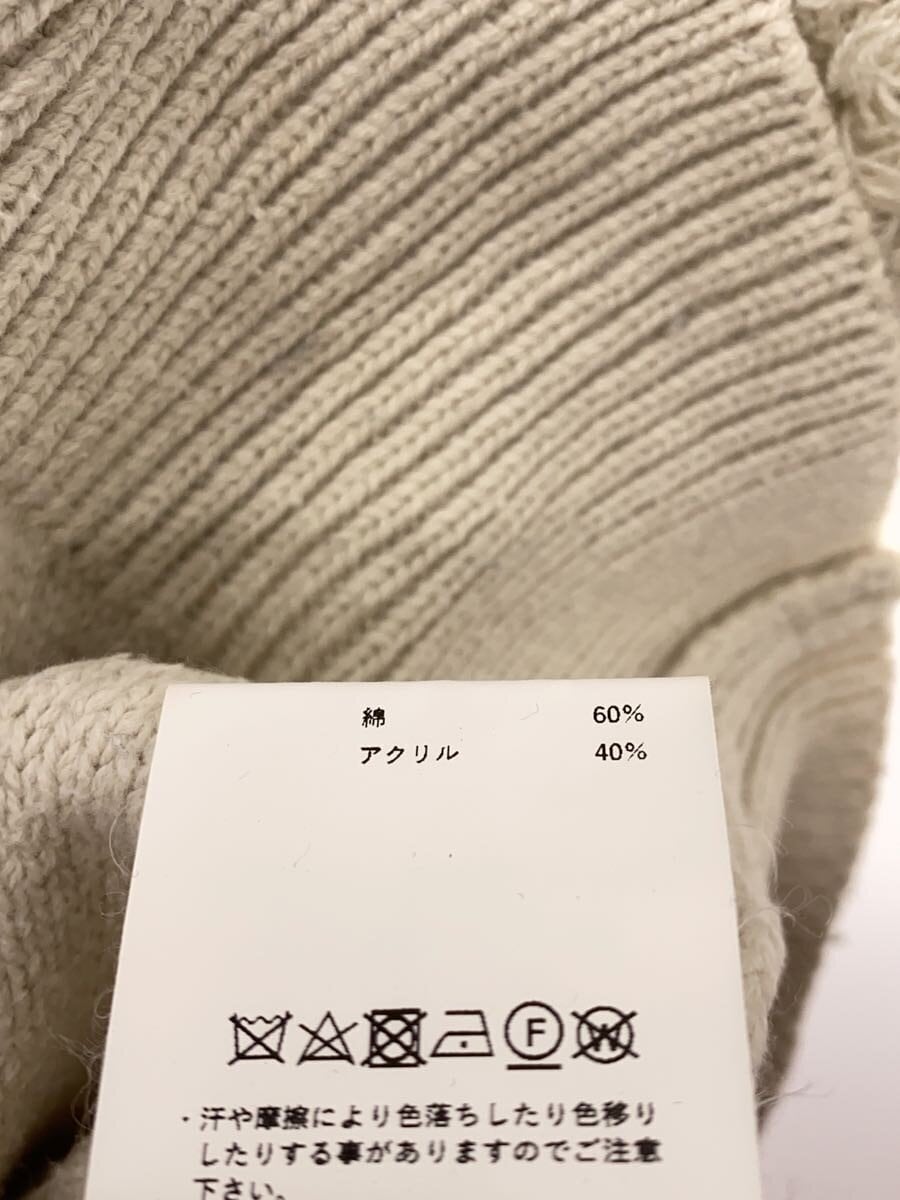 綿 60%
アクリル 40%
F W
・汗や摩擦により色落ちしたり色移り
したりする事がありますのでご注意
下さい。